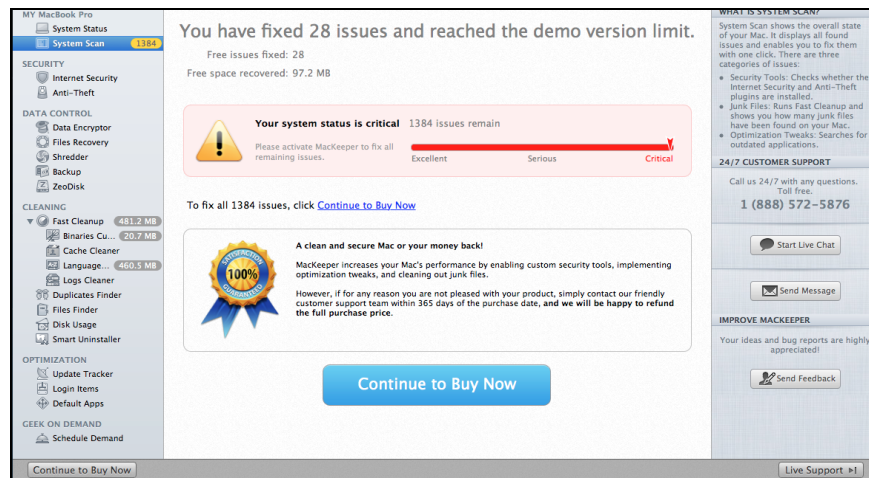 MY MacBook Pro
System Status
System Scan 1384
SECURITY
Internet Security
Anti-Theft
DATA CONTROL
Data Encryptor
Files Recovery
Shredder
Backup
ZeoDisk
CLEANING
Fast Cleanup 481.2 MB
Binaries Cu... 20.7 MB
Cache Cleaner
Language... 460.5 MB
Logs Cleaner
Duplicates Finder
Files Finder
Disk Usage
Smart Uninstaller
OPTIMIZATION
Update Tracker
Login Items
Default Apps
GEEK ON DEMAND
Schedule Demand
You have fixed 28 issues and reached the demo version limit.
Free issues fixed: 28
Free space recovered: 97.2 MB
Your system status is critical 1384 issues remain
Please activate MacKeeper to fix all
remaining issues.
Excellent Serious Critical
To fix all 1384 issues, click Continue to Buy Now
SATISFACTION
100%
GUARANTEED
A clean and secure Mac or your money back!
MacKeeper increases your Mac's performance by enabling custom security tools, implementing
optimization tweaks, and cleaning out junk files.
However, if for any reason you are not pleased with your product, simply contact our friendly
customer support team within 365 days of the purchase date, and we will be happy to refund
the full purchase price.
Continue to Buy Now
WHAT IS SYSTEM SCAN?
System Scan shows the overall state
of your Mac. It displays all found
issues and enables you to fix them
with one click. There are three
categories of issues:
• Security Tools: Checks whether the
Internet Security and Anti-Theft
plugins are installed.
• Junk Files: Runs Fast Cleanup and
shows you how many junk files
have been found on your Mac.
• Optimization Tweaks: Searches for
outdated applications.
24/7 CUSTOMER SUPPORT
Call us 24/7 with any questions.
Toll free.
1 (888) 572-5876
Start Live Chat
Send Message
IMPROVE MACKEEPER
Your ideas and bug reports are highly
appreciated!
Send Feedback
Continue to Buy Now
Live Support